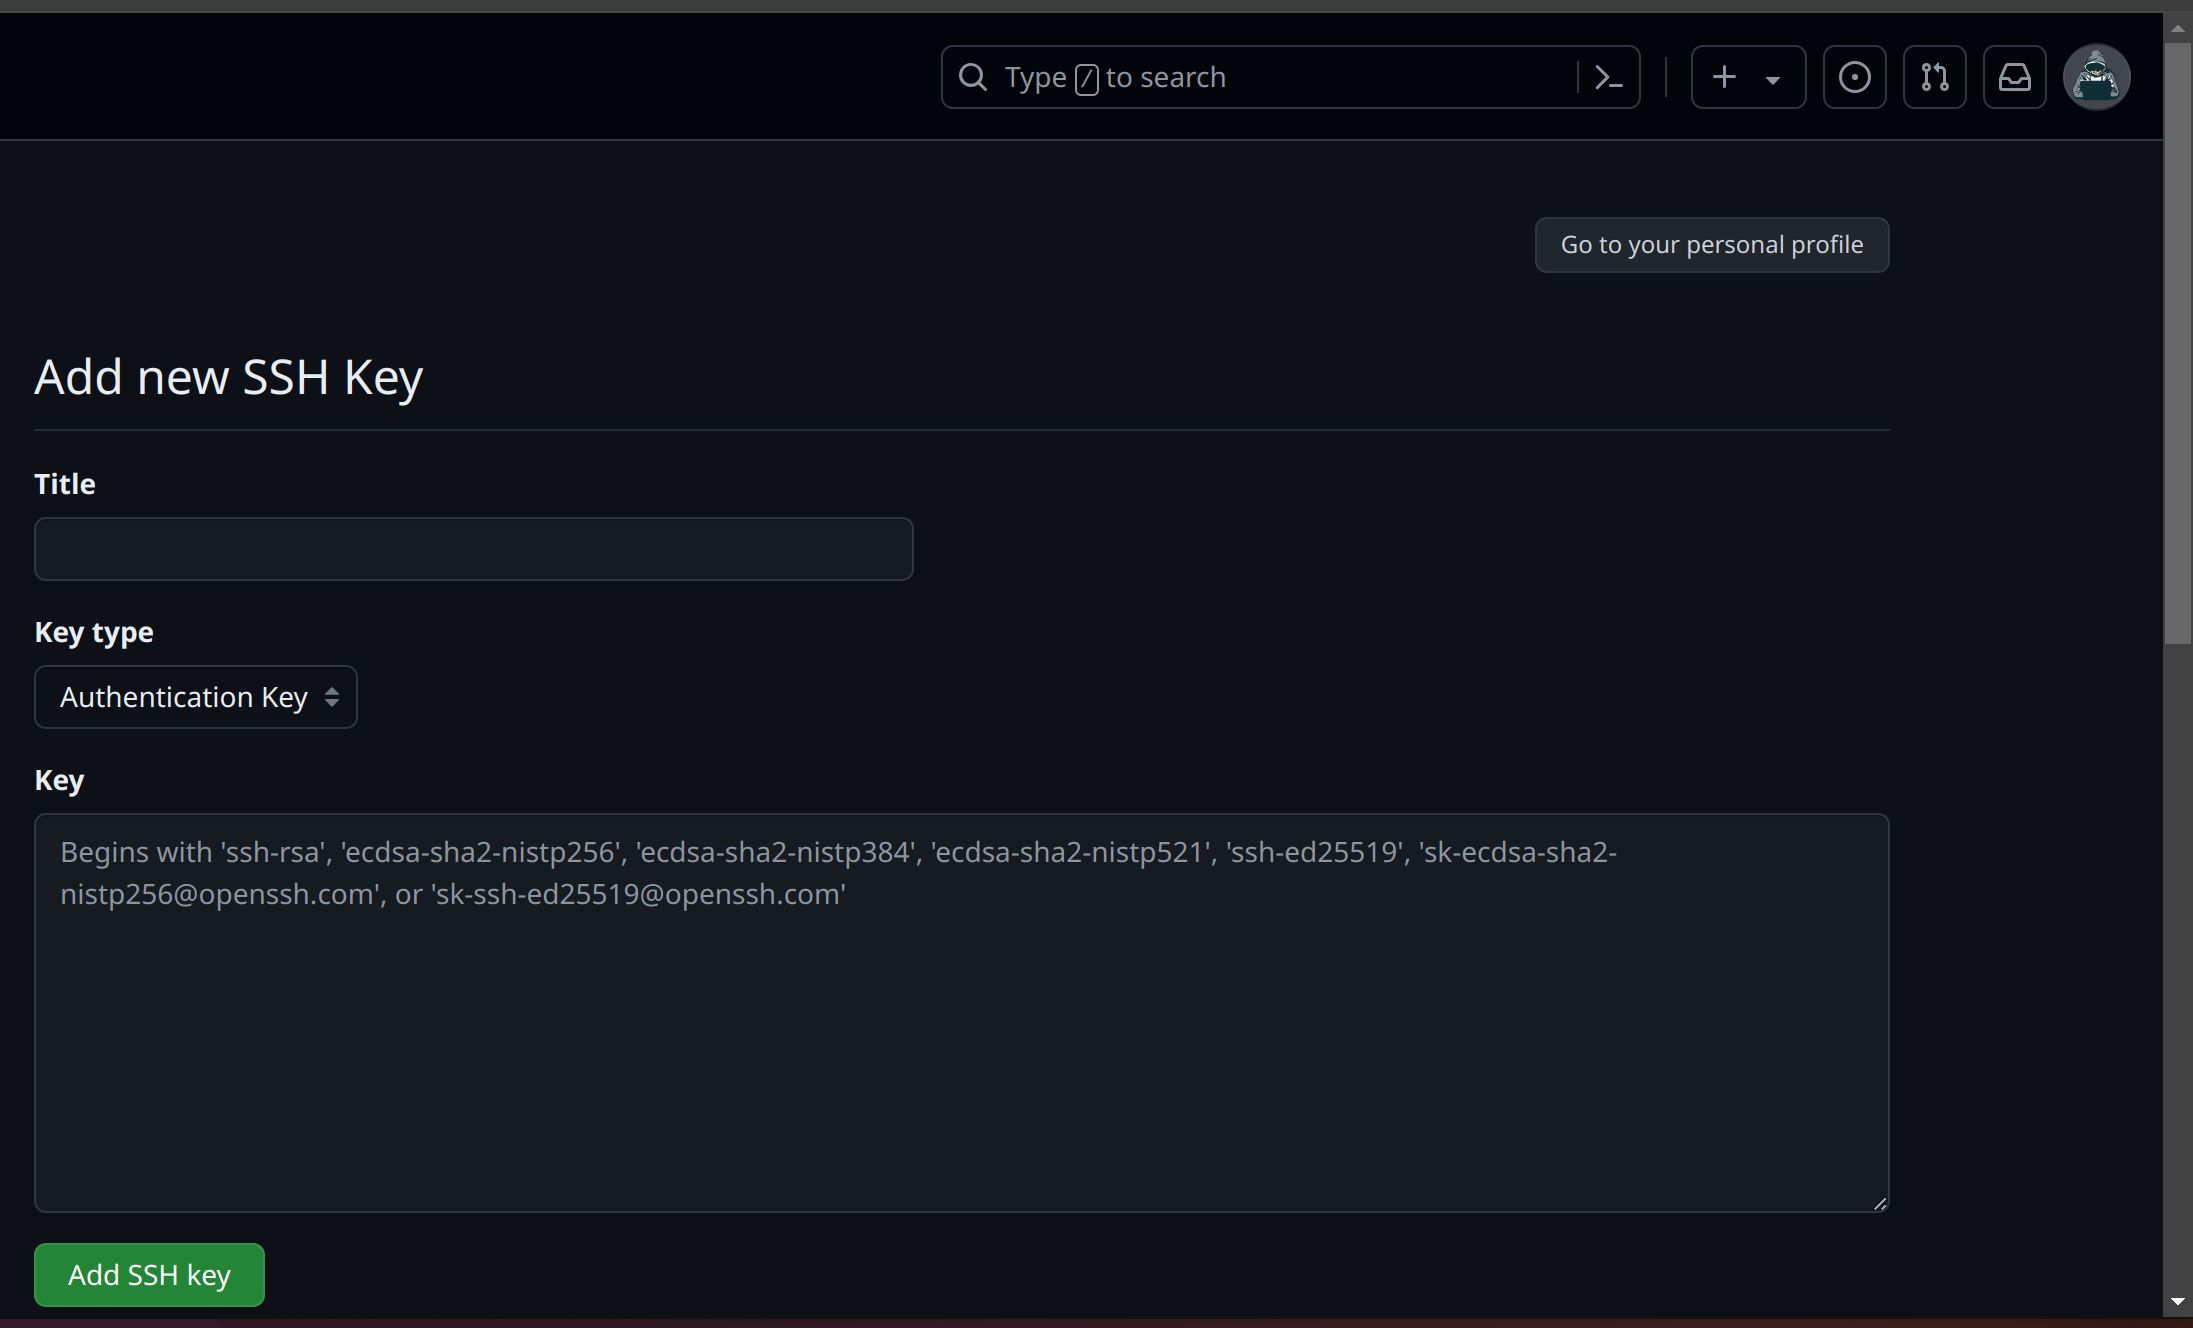 Type / to search
Go to your personal profile
Add new SSH Key
Title
Key type
Authentication Key
Key
Begins with 'ssh-rsa', 'ecdsa-sha2-nistp256', 'ecdsa-sha2-nistp384', 'ecdsa-sha2-nistp521', 'ssh-ed25519', 'sk-ecdsa-sha2-
nistp256@openssh.com', or 'sk-ssh-ed25519@openssh.com'
Add SSH key